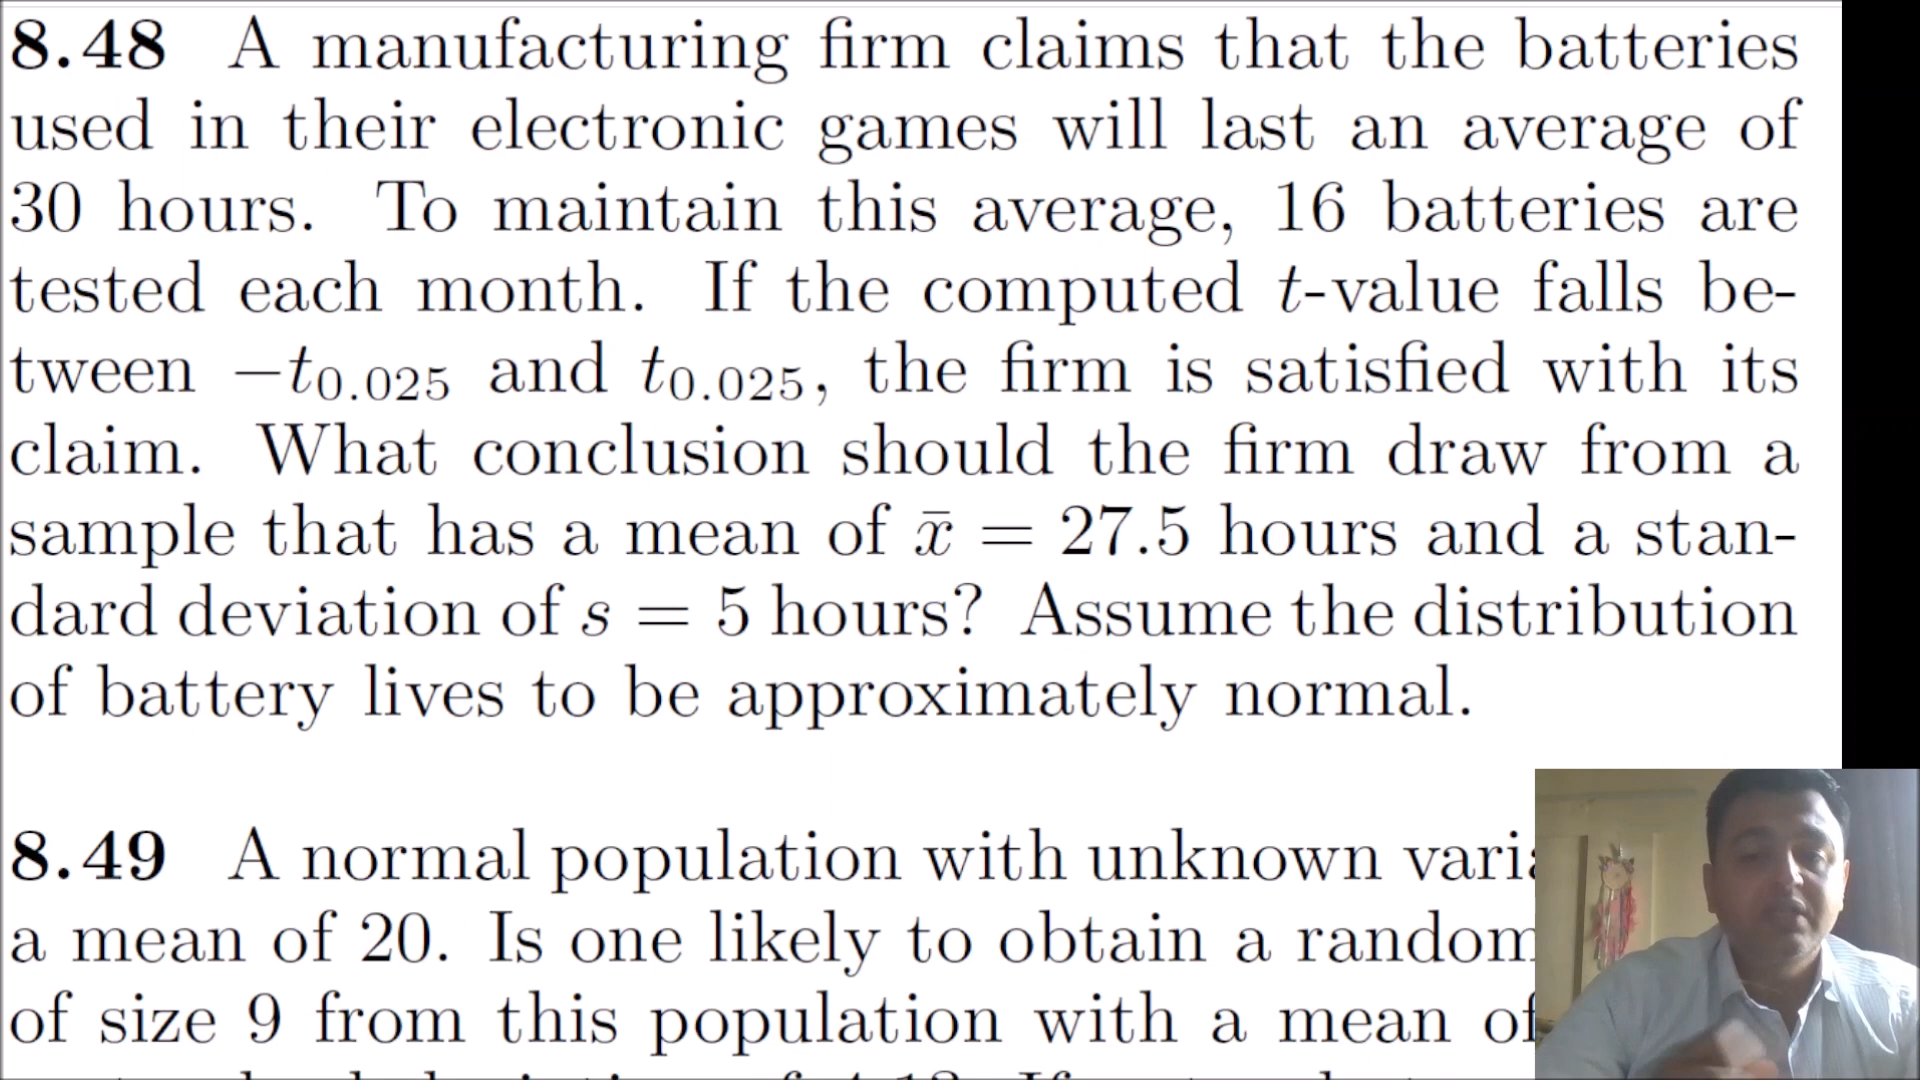 8.48 A manufacturing firm claims that the batteries
used in their electronic games will last an average of
30 hours. To maintain this average, 16 batteries are
tested each month. If the computed t-value falls be-
tween −t0.025 and t0.025, the firm is satisfied with its
claim. What conclusion should the firm draw from a
sample that has a mean of x̄ = 27.5 hours and a stan-
dard deviation of s = 5 hours? Assume the distribution
of battery lives to be approximately normal.
8.49 A normal population with unknown
a mean of 20. Is one likely to obtain a random
of size 9 from this population with a mean of